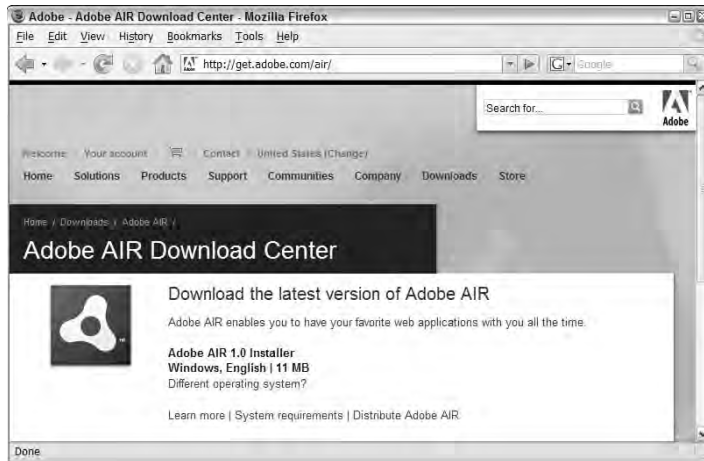 Adobe - Adobe AIR Download Center - Mozilla Firefox
File Edit View History Bookmarks Tools Help
http://get.adobe.com/air/ G Google
Search for...
Adobe
Welcome Your account Contact United States (Change)
Home Solutions Products Support Communities Company Downloads Store
Home / Downloads / Adobe AIR /
Adobe AIR Download Center
Download the latest version of Adobe AIR
Adobe AIR enables you to have your favorite web applications with you all the time.
Adobe AIR 1.0 Installer
Windows, English | 11 MB
Different operating system?
Learn more | System requirements | Distribute Adobe AIR
Done